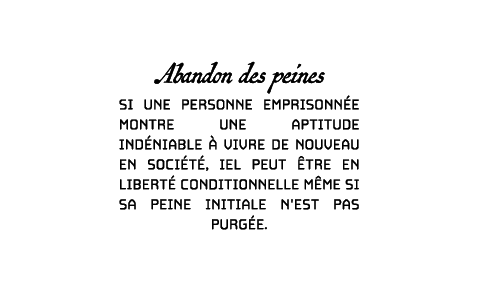 Abandon des peines
SI UNE PERSONNE EMPRISONNÉE
MONTRE UNE APTITUDE
INDÉNIABLE À VIVRE DE NOUVEAU
EN SOCIÉTÉ, IEL PEUT ÊTRE EN
LIBERTÉ CONDITIONNELLE MÊME SI
SA PEINE INITIALE N'EST PAS
PURGÉE.